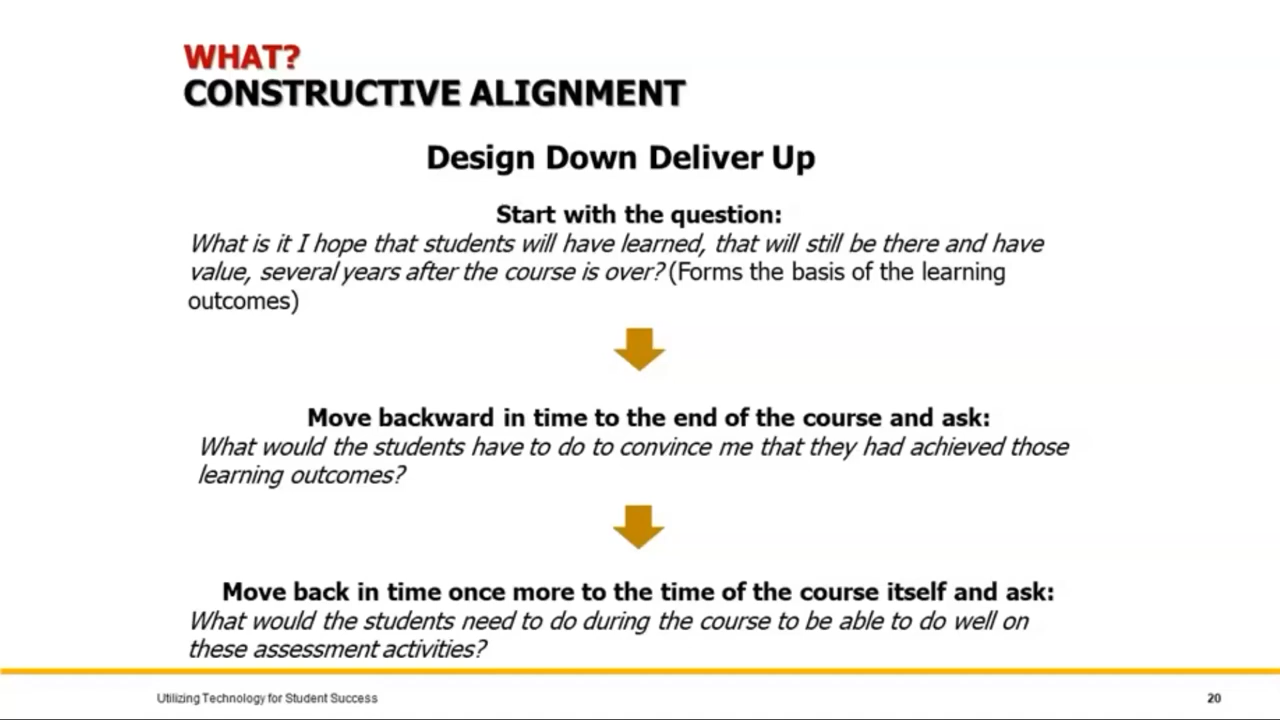 WHAT?
CONSTRUCTIVE ALIGNMENT
Design Down Deliver Up
Start with the question:
What is it I hope that students will have learned, that will still be there and have
value, several years after the course is over? (Forms the basis of the learning
outcomes)
Move backward in time to the end of the course and ask:
What would the students have to do to convince me that they had achieved those
learning outcomes?
Move back in time once more to the time of the course itself and ask:
What would the students need to do during the course to be able to do well on
these assessment activities?
Utilizing Technology for Student Success
20